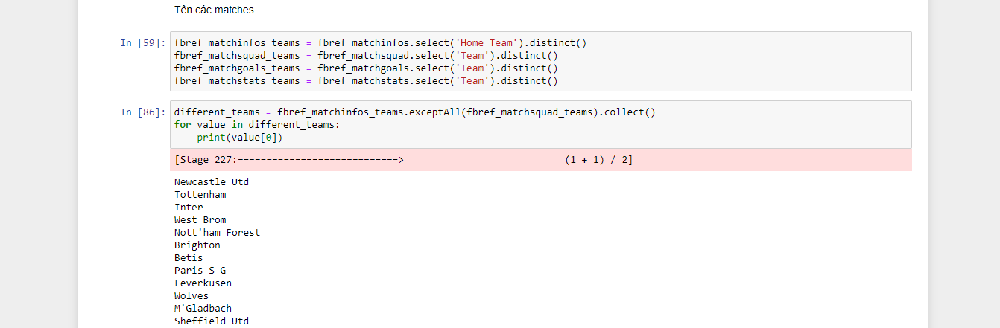 Tên các matches
In [59]: fbref_matchinfos_teams = fbref_matchinfos.select('Home_Team').distinct()
fbref_matchsquad_teams = fbref_matchsquad.select('Team').distinct()
fbref_matchgoals_teams = fbref_matchgoals.select('Team').distinct()
fbref_matchstats_teams = fbref_matchstats.select('Team').distinct()
In [86]: different_teams = fbref_matchinfos_teams.exceptAll(fbref_matchsquad_teams).collect()
for value in different_teams:
    print(value[0])
[Stage 227:============================>                            (1 + 1) / 2]
Newcastle Utd
Tottenham
Inter
West Brom
Nott'ham Forest
Brighton
Betis
Paris S-G
Leverkusen
Wolves
M'Gladbach
Sheffield Utd